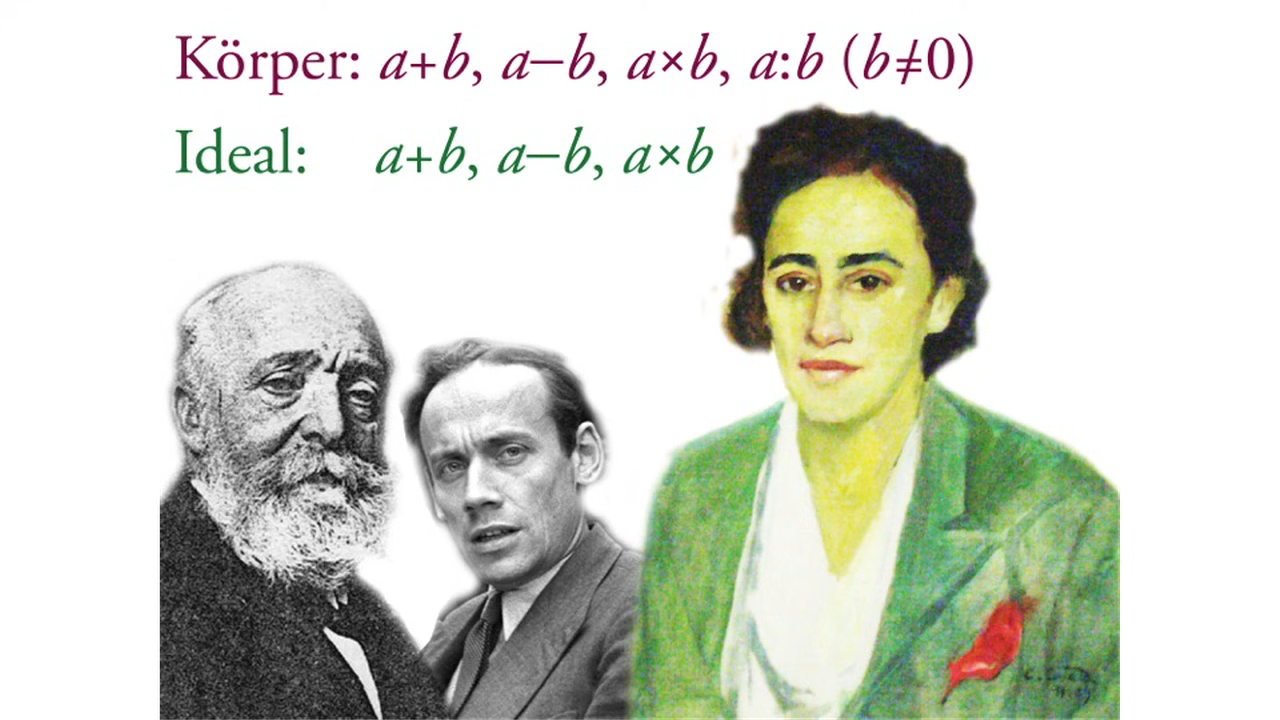 Körper: a+b, a−b, a×b, a:b (b≠0)
Ideal: a+b, a−b, a×b